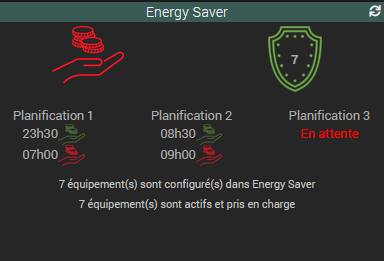 Energy Saver
7
Planification 1 Planification 2 Planification 3
23h30 08h30 En attente
07h00 09h00
7 équipement(s) sont configuré(s) dans Energy Saver
7 équipement(s) sont actifs et pris en charge